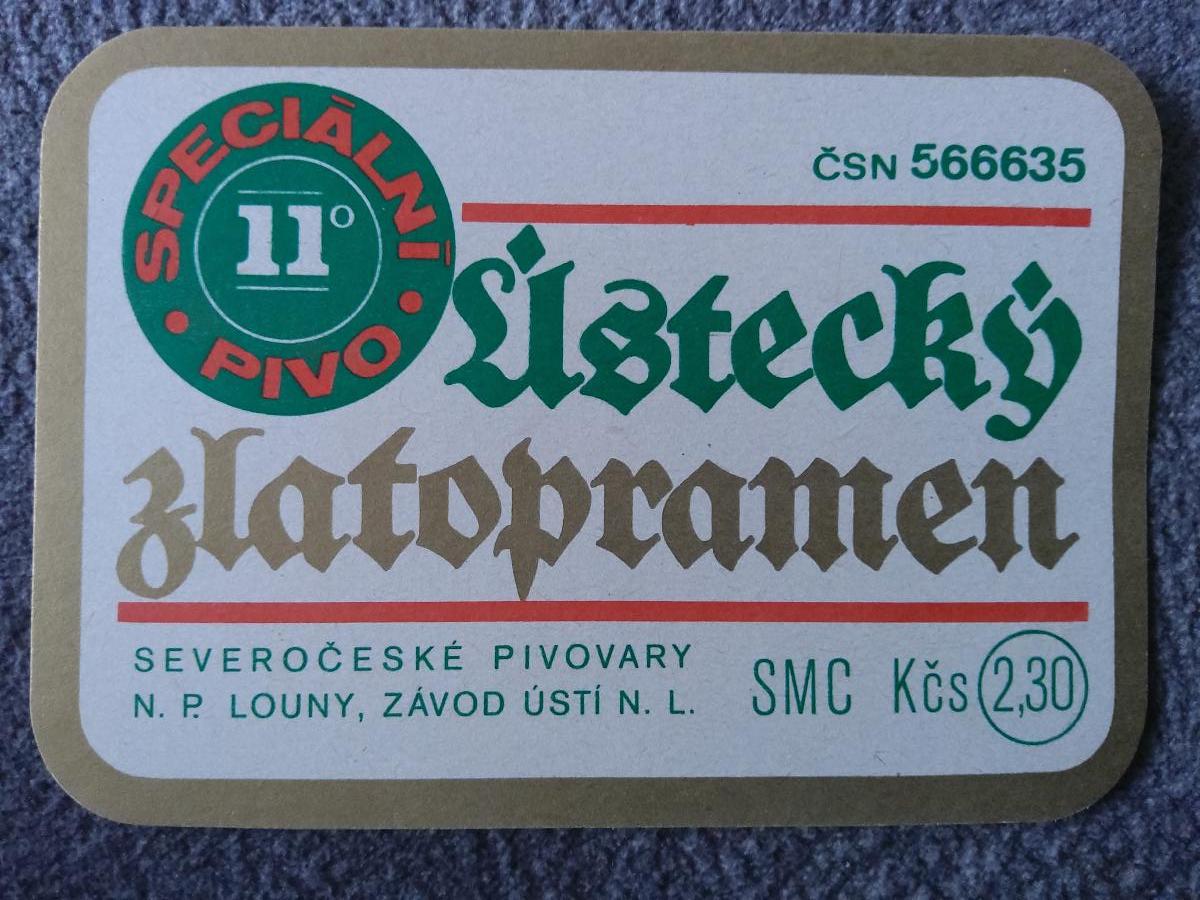 SPECIÁLNÍ
11°
PIVO
ČSN 566635
Ústecký
zlatopramen
SEVEROČESKÉ PIVOVARY
N. P. LOUNY, ZÁVOD ÚSTÍ N. L.
SMC Kčs 2,30